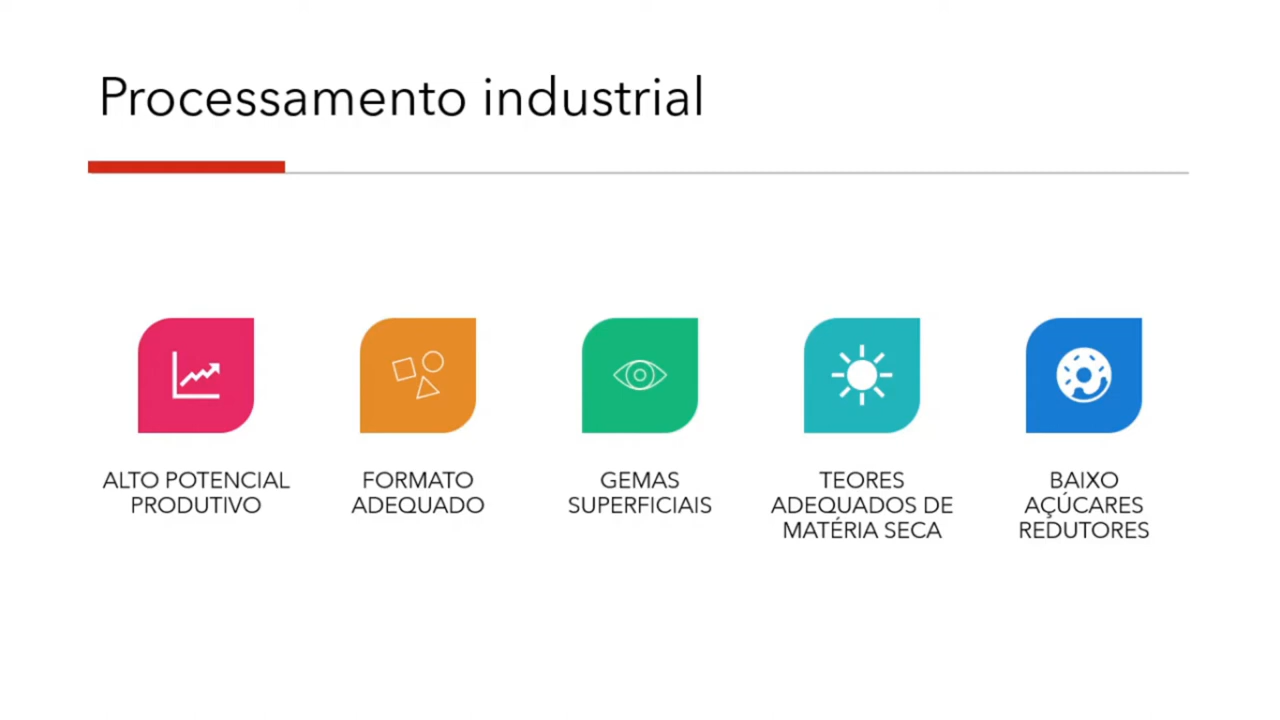 Processamento industrial
ALTO POTENCIAL
PRODUTIVO
FORMATO
ADEQUADO
GEMAS
SUPERFICIAIS
TEORES
ADEQUADOS DE
MATÉRIA SECA
BAIXO
AÇÚCARES
REDUTORES